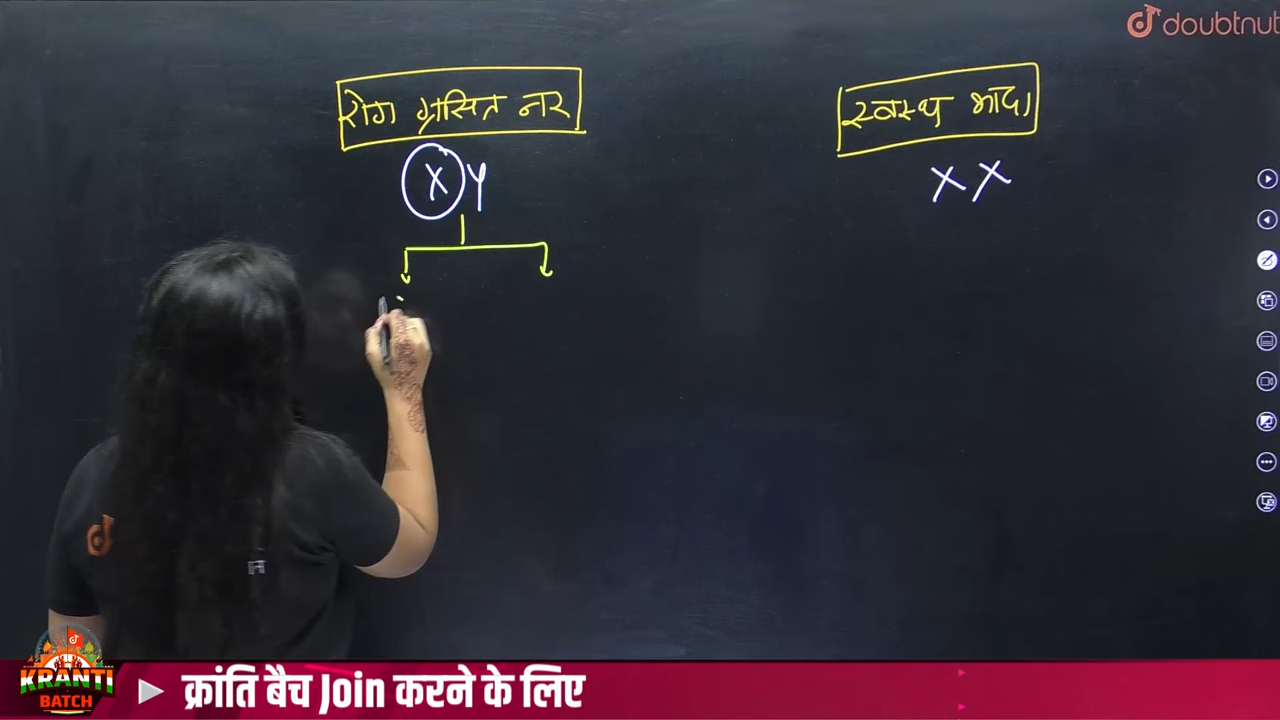 doubtnut
रोग ग्रसित नर
स्वस्थ मादा
X Y
X X
KRANTI
BATCH
क्रांति बैच Join करने के लिए